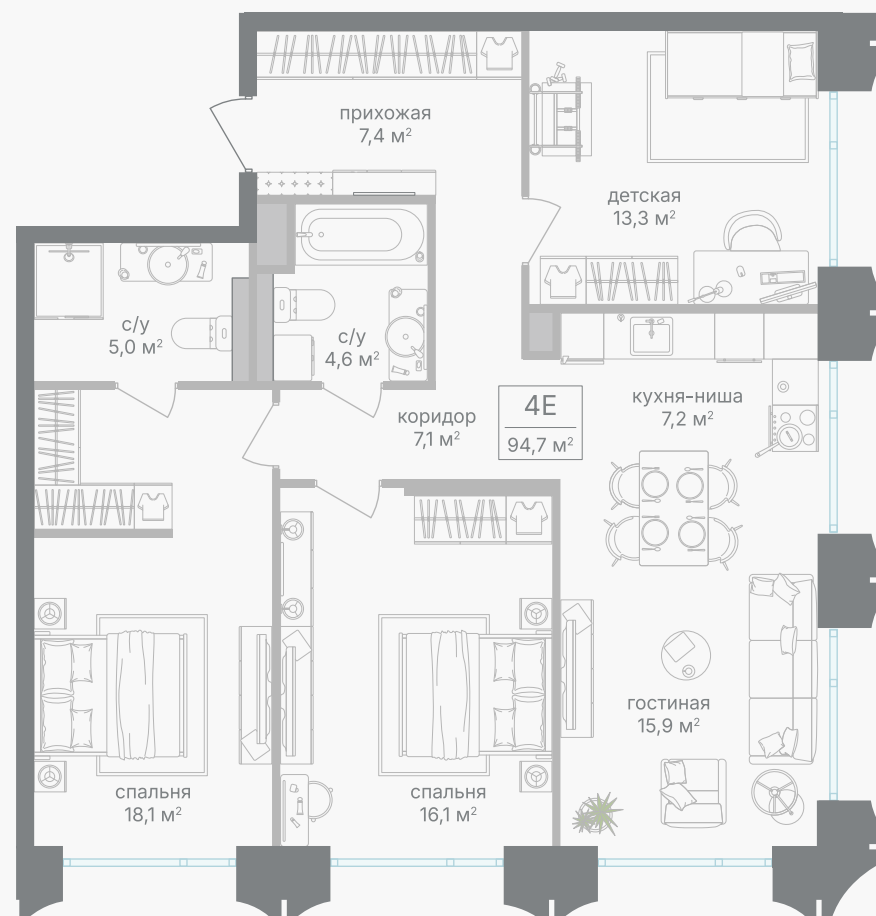 прихожая
7,4 м²
детская
13,3 м²
с/у
5,0 м²
с/у
4,6 м²
коридор
7,1 м²
4Е
94,7 м²
кухня-ниша
7,2 м²
гостиная
15,9 м²
спальня
18,1 м²
спальня
16,1 м²